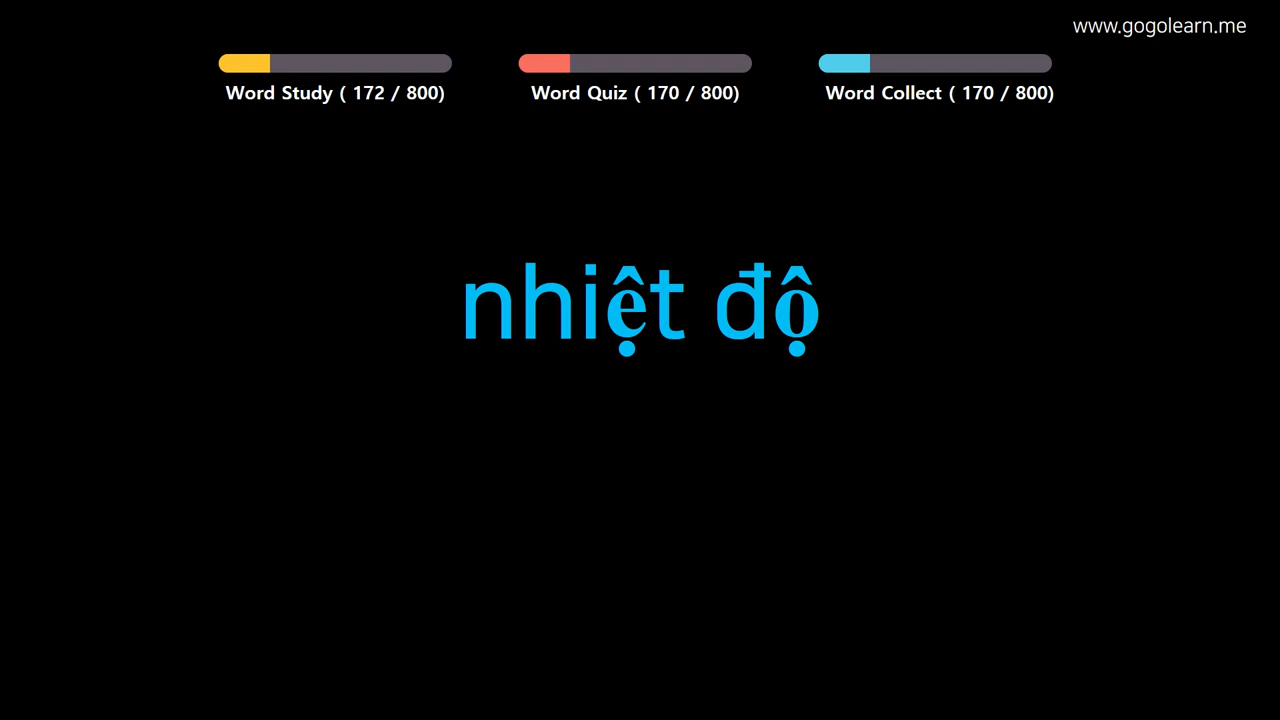 www.gogolearn.me
Word Study ( 172 / 800)
Word Quiz ( 170 / 800)
Word Collect ( 170 / 800)
nhiệt độ